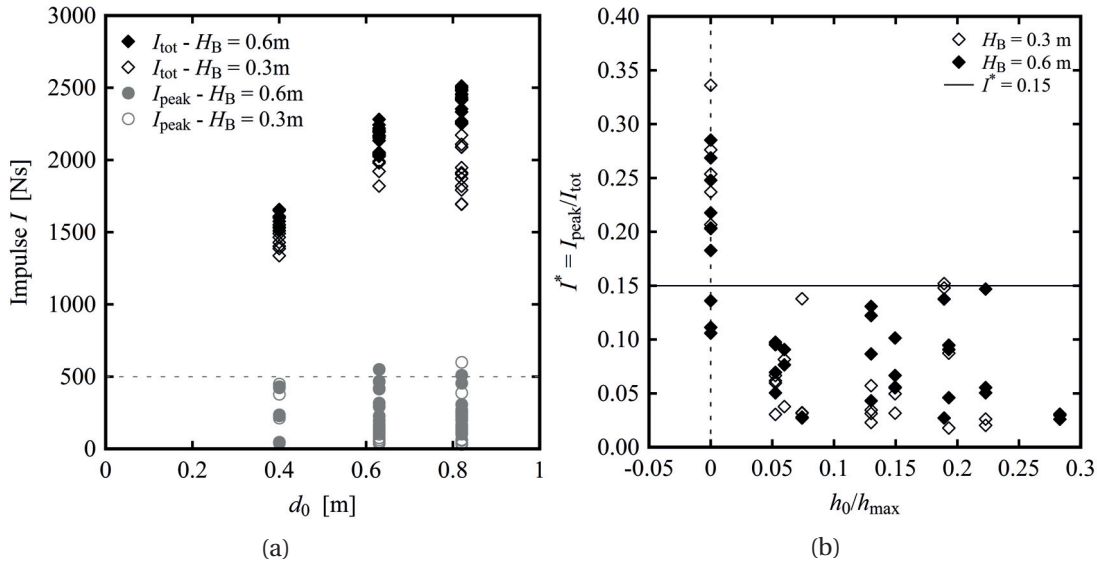 3000
2500
2000
1500
1000
500
0
Impulse I [Ns]
I_tot - H_B = 0.6m
I_tot - H_B = 0.3m
I_peak - H_B = 0.6m
I_peak - H_B = 0.3m
0 0.2 0.4 0.6 0.8 1
d_0 [m]
(a)
0.40
0.35
0.30
0.25
0.20
0.15
0.10
0.05
0.00
I* = I_peak/I_tot
H_B = 0.3 m
H_B = 0.6 m
I* = 0.15
-0.05 0 0.05 0.1 0.15 0.2 0.25 0.3
h_0/h_max
(b)